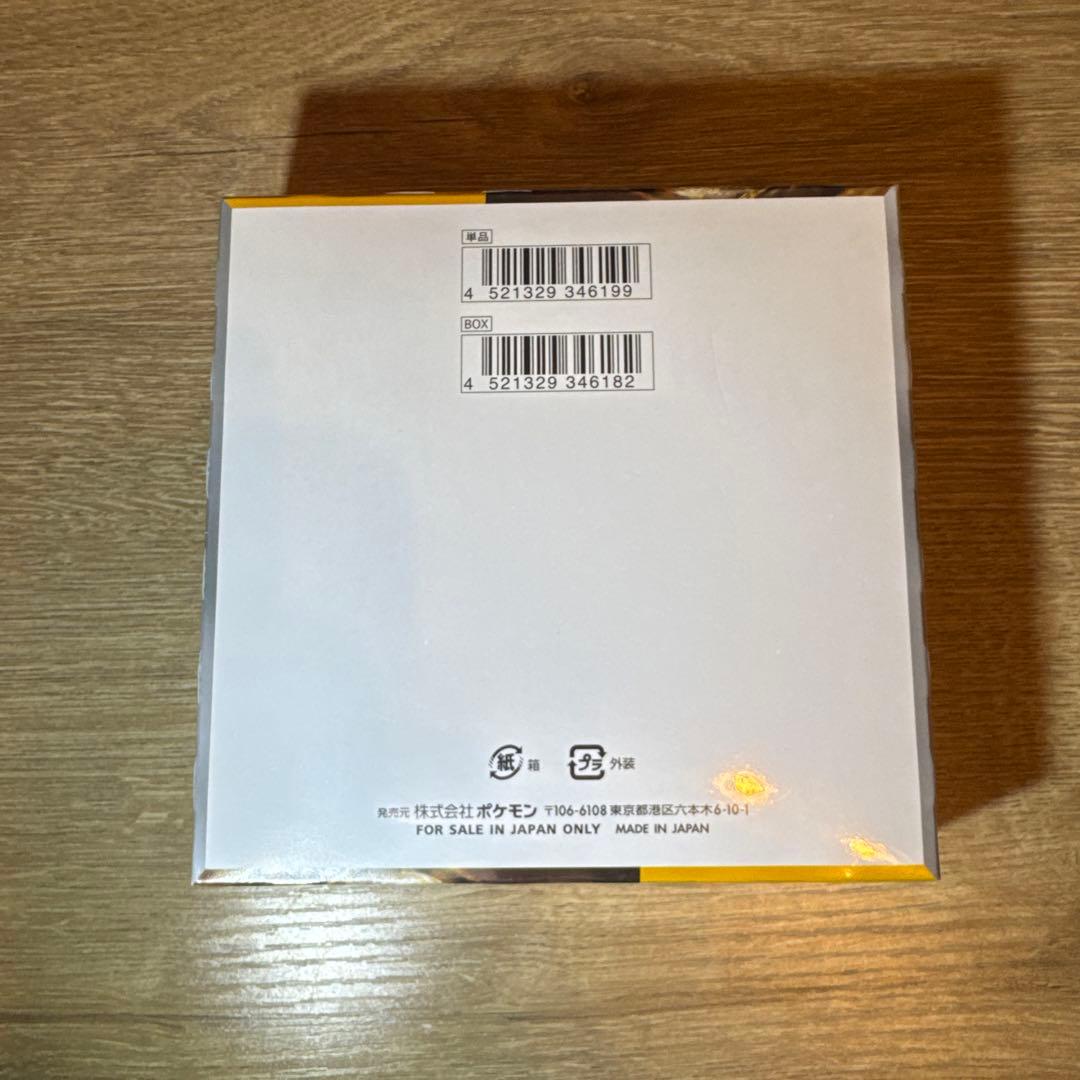 単品
4 521329 346199
BOX
4 521329 346182
紙 箱 プラ 外装
発売元 株式会社 ポケモン 〒106-6108 東京都港区六本木6-10-1
FOR SALE IN JAPAN ONLY MADE IN JAPAN